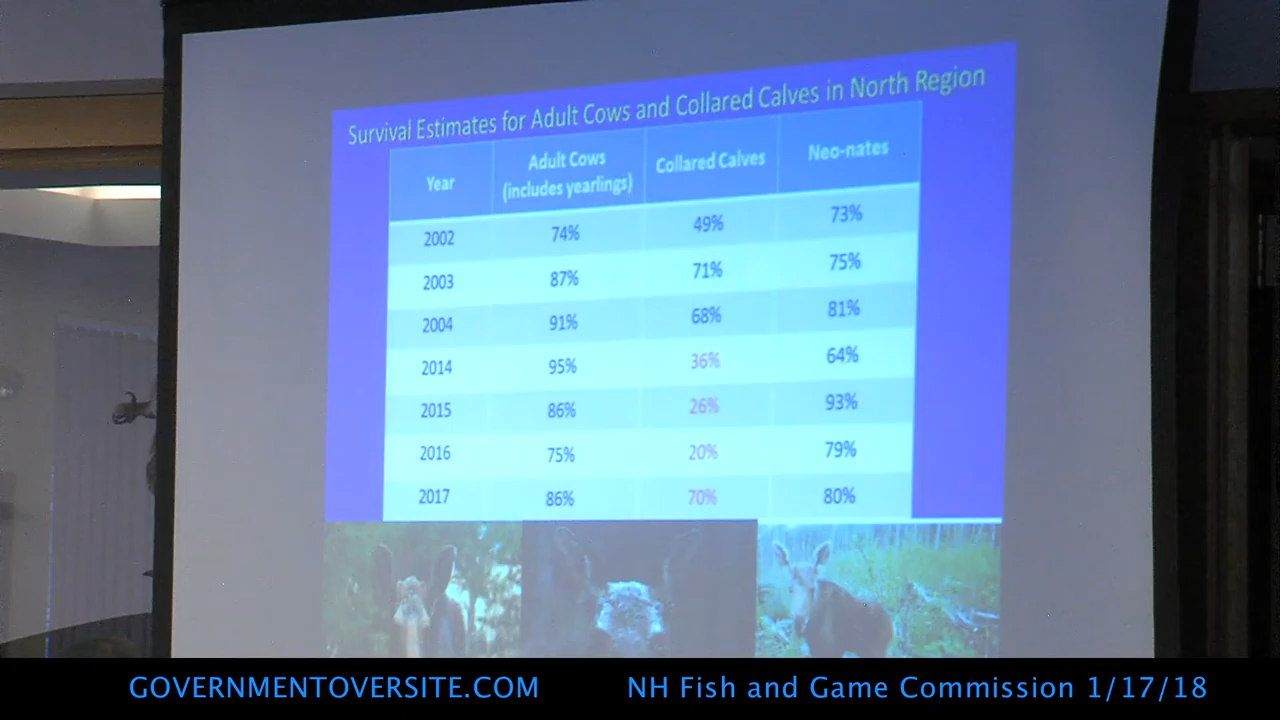 Survival Estimates for Adult Cows and Collared Calves in North Region
Year Adult Cows (includes yearlings) Collared Calves Neo-nates
2002 74% 49% 73%
2003 87% 71% 75%
2004 91% 68% 81%
2014 95% 36% 64%
2015 86% 26% 93%
2016 75% 20% 79%
2017 86% 70% 80%
GOVERNMENTOVERSITE.COM NH Fish and Game Commission 1/17/18